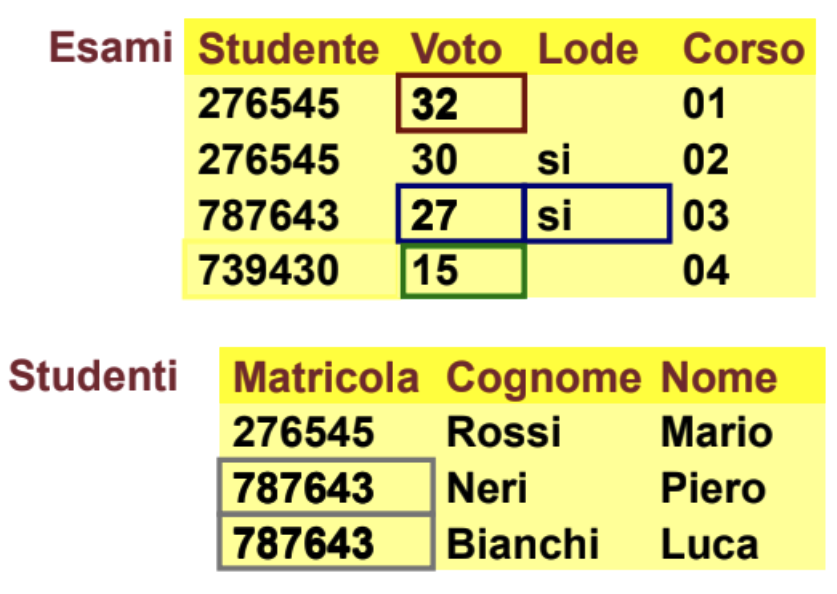 Esami Studente Voto Lode Corso
276545 32 01
276545 30 si 02
787643 27 si 03
739430 15 04
Studenti Matricola Cognome Nome
276545 Rossi Mario
787643 Neri Piero
787643 Bianchi Luca